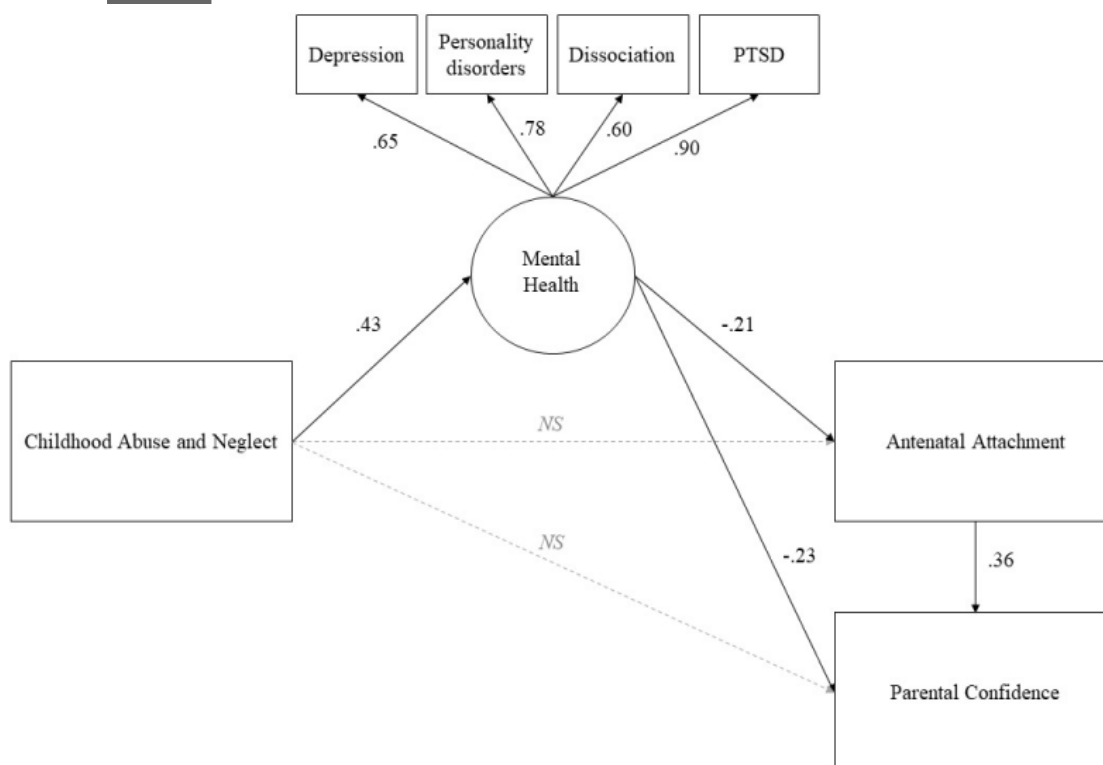 Depression
Personality
disorders
Dissociation
PTSD
.65
.78
.60
.90
Mental
Health
.43
-.21
Childhood Abuse and Neglect
NS
Antenatal Attachment
NS
-.23
.36
Parental Confidence